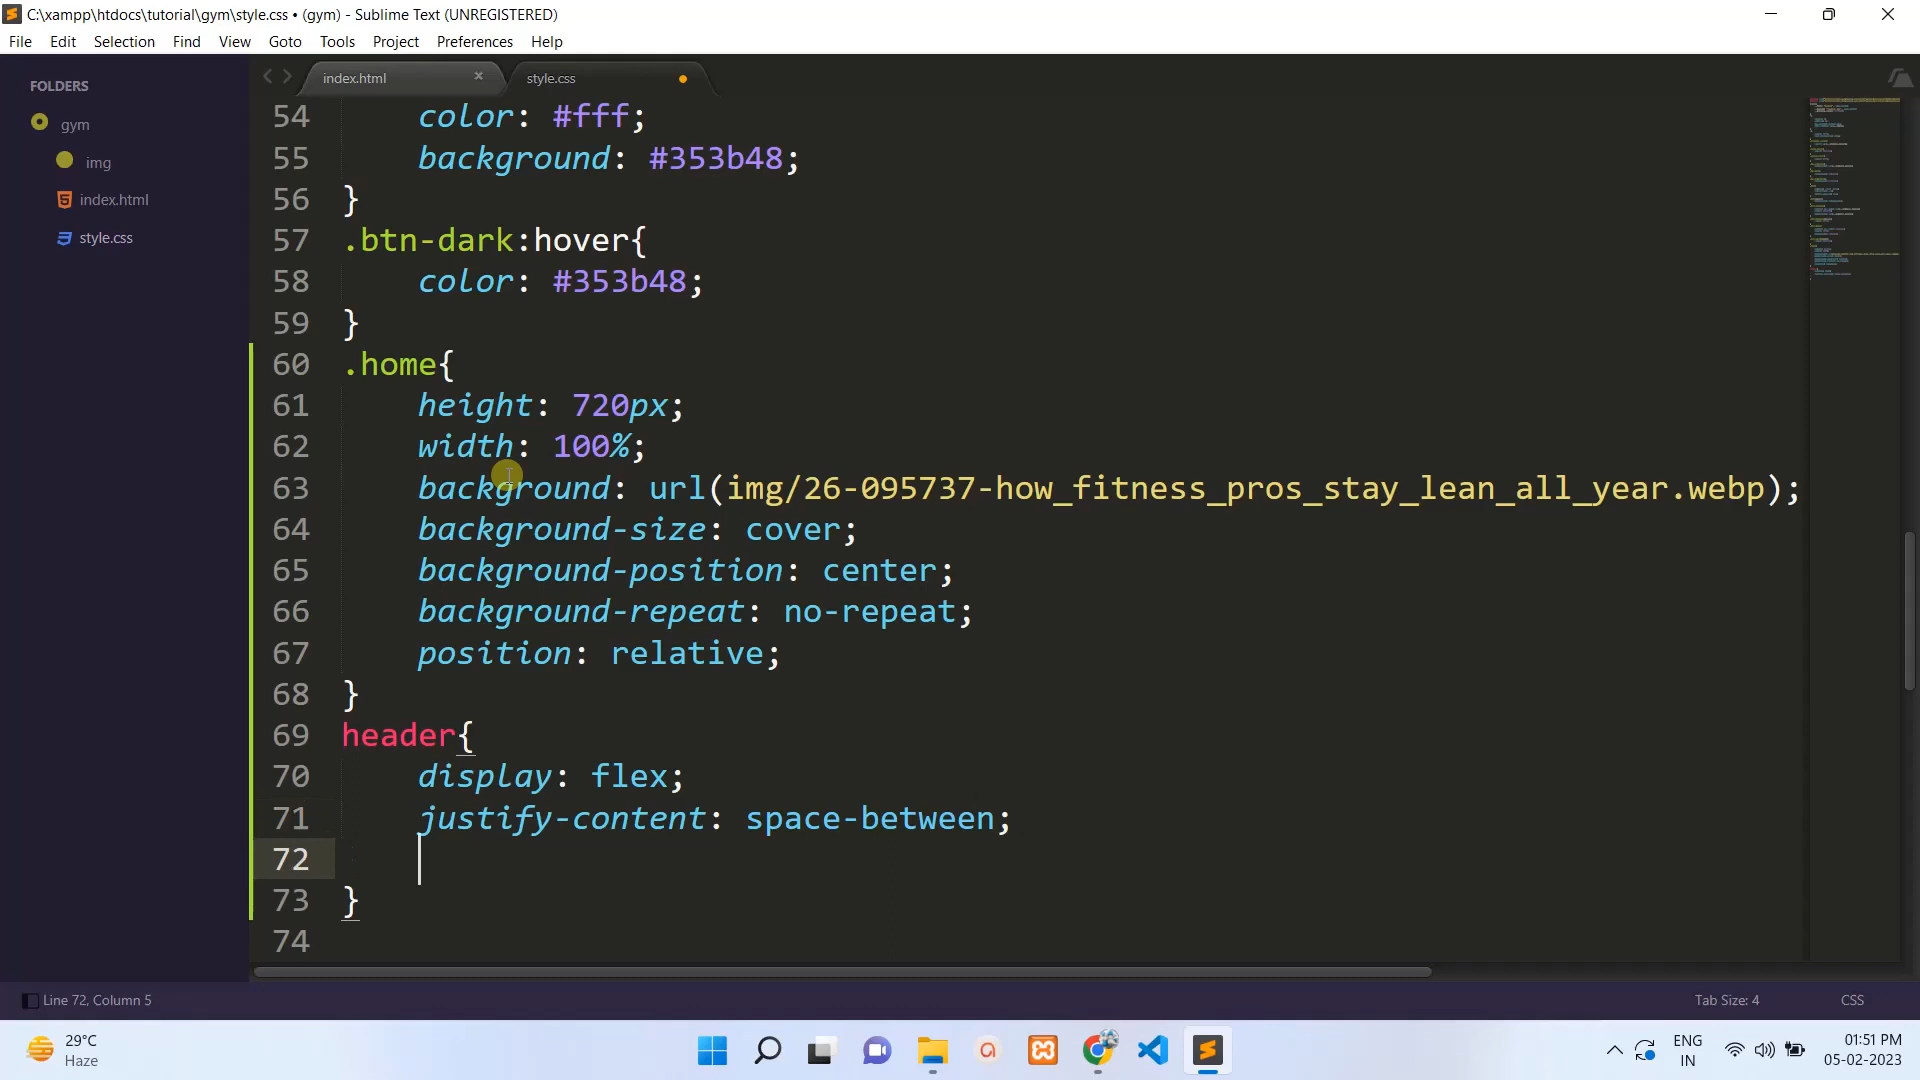 C:\xampp\htdocs\tutorial\gym\style.css • (gym) - Sublime Text (UNREGISTERED)
File Edit Selection Find View Goto Tools Project Preferences Help
FOLDERS
gym
img
index.html
style.css
index.html style.css
54 color: #fff;
55 background: #353b48;
56 }
57 .btn-dark:hover{
58 color: #353b48;
59 }
60 .home{
61 height: 720px;
62 width: 100%;
63 background: url(img/26-095737-how_fitness_pros_stay_lean_all_year.webp);
64 background-size: cover;
65 background-position: center;
66 background-repeat: no-repeat;
67 position: relative;
68 }
69 header{
70 display: flex;
71 justify-content: space-between;
72
73 }
74
Line 72, Column 5 Tab Size: 4 CSS
29°C
Haze
ENG
IN
01:51 PM
05-02-2023